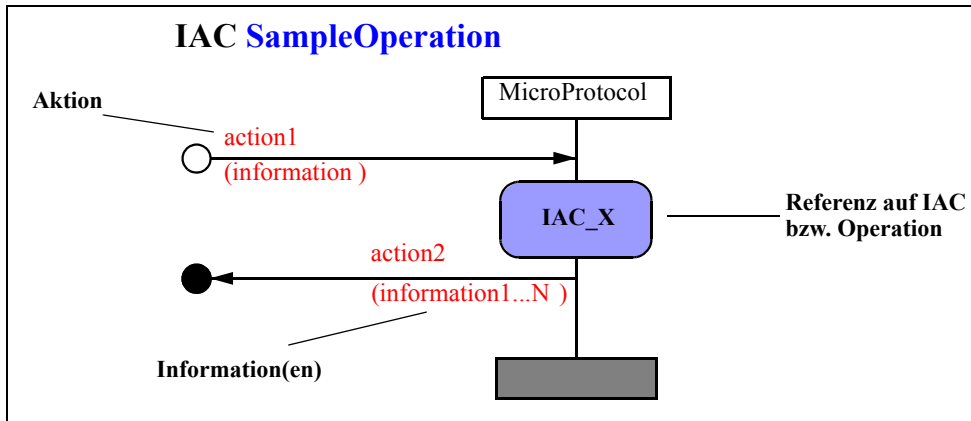 IAC SampleOperation
MicroProtocol
Aktion
action1
(information )
IAC_X
Referenz auf IAC
bzw. Operation
action2
(information1...N )
Information(en)